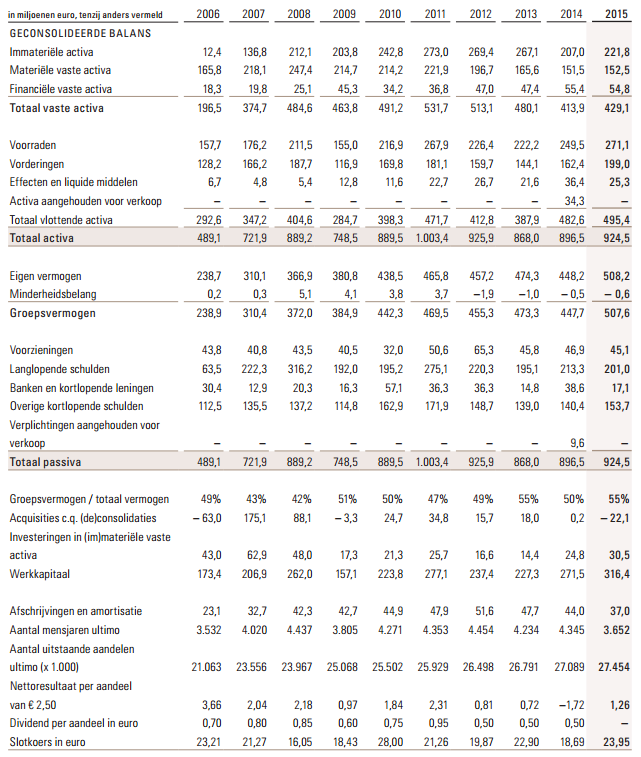 in miljoenen euro, tenzij anders vermeld 2006 2007 2008 2009 2010 2011 2012 2013 2014 2015
GECONSOLIDEERDE BALANS
Immateriële activa 12,4 136,8 212,1 203,8 242,8 273,0 269,4 267,1 207,0 221,8
Materiële vaste activa 165,8 218,1 247,4 214,7 214,2 221,9 196,7 165,6 151,5 152,5
Financiële vaste activa 18,3 19,8 25,1 45,3 34,2 36,8 47,0 47,4 55,4 54,8
Totaal vaste activa 196,5 374,7 484,6 463,8 491,2 531,7 513,1 480,1 413,9 429,1
Voorraden 157,7 176,2 211,5 155,0 216,9 267,9 226,4 222,2 249,5 271,1
Vorderingen 128,2 166,2 187,7 116,9 169,8 181,1 159,7 144,1 162,4 199,0
Effecten en liquide middelen 6,7 4,8 5,4 12,8 11,6 22,7 26,7 21,6 36,4 25,3
Activa aangehouden voor verkoop – – – – – – – – 34,3 –
Totaal vlottende activa 292,6 347,2 404,6 284,7 398,3 471,7 412,8 387,9 482,6 495,4
Totaal activa 489,1 721,9 889,2 748,5 889,5 1.003,4 925,9 868,0 896,5 924,5
Eigen vermogen 238,7 310,1 366,9 380,8 438,5 465,8 457,2 474,3 448,2 508,2
Minderheidsbelang 0,2 0,3 5,1 4,1 3,8 3,7 –1,9 –1,0 – 0,5 – 0,6
Groepsvermogen 238,9 310,4 372,0 384,9 442,3 469,5 455,3 473,3 447,7 507,6
Voorzieningen 43,8 40,8 43,5 40,5 32,0 50,6 65,3 45,8 46,9 45,1
Langlopende schulden 63,5 222,3 316,2 192,0 195,2 275,1 220,3 195,1 213,3 201,0
Banken en kortlopende leningen 30,4 12,9 20,3 16,3 57,1 36,3 36,3 14,8 38,6 17,1
Overige kortlopende schulden 112,5 135,5 137,2 114,8 162,9 171,9 148,7 139,0 140,4 153,7
Verplichtingen aangehouden voor
verkoop – – – – – – – – 9,6 –
Totaal passiva 489,1 721,9 889,2 748,5 889,5 1.003,4 925,9 868,0 896,5 924,5
Groepsvermogen / totaal vermogen 49% 43% 42% 51% 50% 47% 49% 55% 50% 55%
Acquisities c.q. (de)consolidaties – 63,0 175,1 88,1 – 3,3 24,7 34,8 15,7 18,0 0,2 – 22,1
Investeringen in (im)materiële vaste
activa 43,0 62,9 48,0 17,3 21,3 25,7 16,6 14,4 24,8 30,5
Werkkapitaal 173,4 206,9 262,0 157,1 223,8 277,1 237,4 227,3 271,5 316,4
Afschrijvingen en amortisatie 23,1 32,7 42,3 42,7 44,9 47,9 51,6 47,7 44,0 37,0
Aantal mensjaren ultimo 3.532 4.020 4.437 3.805 4.271 4.353 4.454 4.234 4.345 3.652
Aantal uitstaande aandelen
ultimo (x 1.000) 21.063 23.556 23.967 25.068 25.502 25.929 26.498 26.791 27.089 27.454
Nettoresultaat per aandeel
van € 2,50 3,66 2,04 2,18 0,97 1,84 2,31 0,81 0,72 –1,72 1,26
Dividend per aandeel in euro 0,70 0,80 0,85 0,60 0,75 0,95 0,50 0,50 0,50 –
Slotkoers in euro 23,21 21,27 16,05 18,43 28,00 21,26 19,87 22,90 18,69 23,95